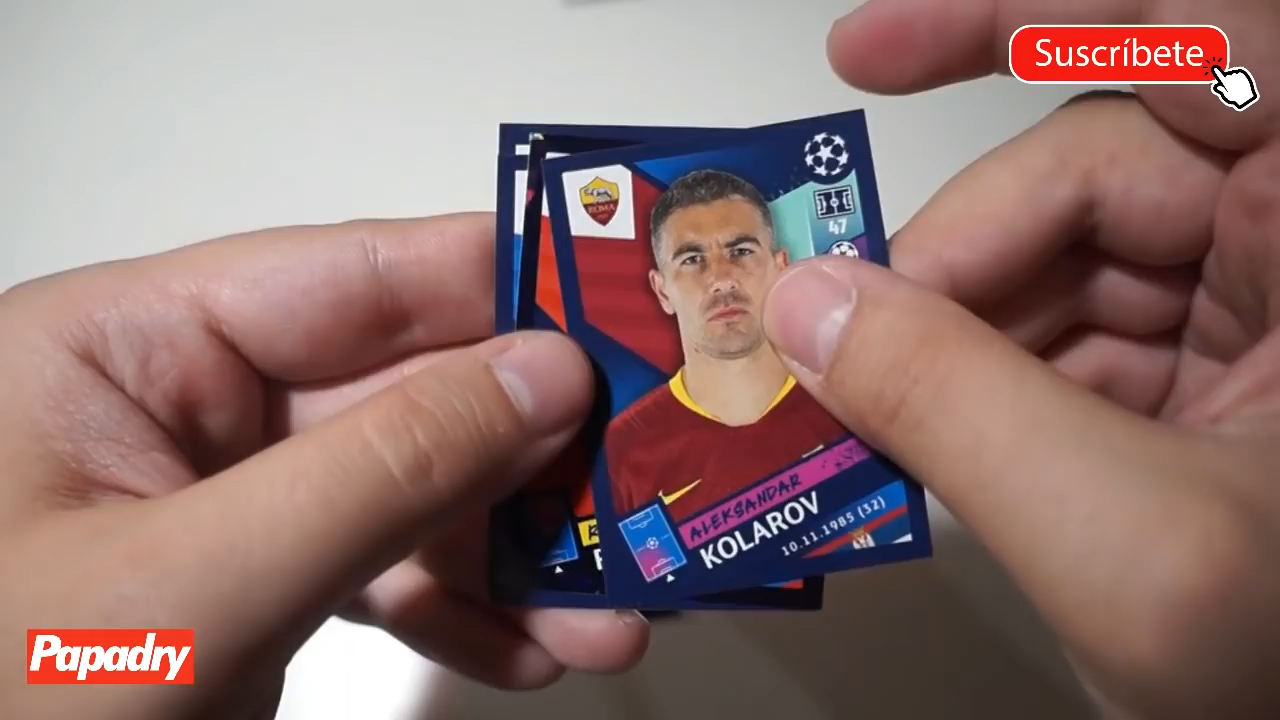 Suscríbete
ROMA
47
ALEKSANDAR
KOLAROV
10.11.1985 (32)
Papadry